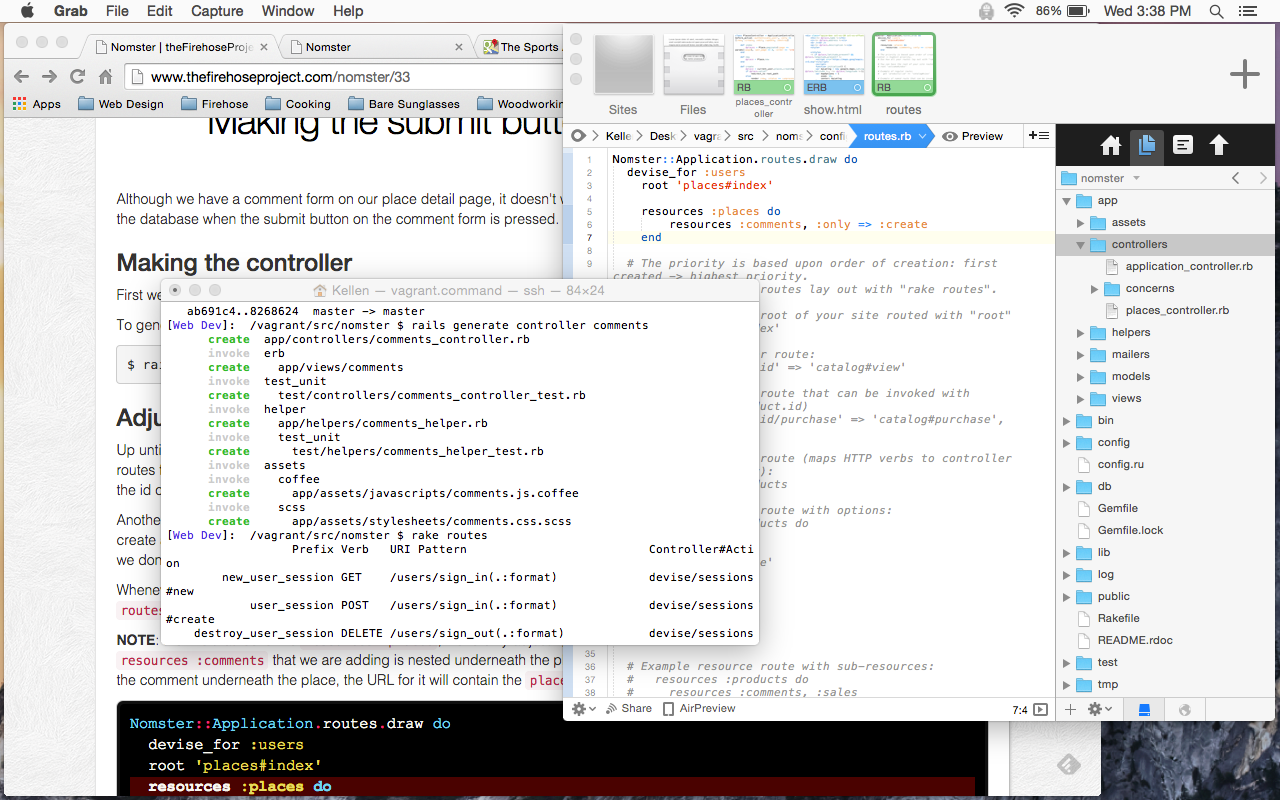 Grab File Edit Capture Window Help 86% Wed 3:38 PM
Nomster | theFirehoseProje
Nomster
The Sports
www.thefirehoseproject.com/nomster/33
Apps Web Design Firehose Cooking Bare Sunglasses Woodworkin
Making the submit butt
Although we have a comment form on our place detail page, it doesn't
the database when the submit button on the comment form is pressed.
Making the controller
First we
To gen
$ rai
Adju
Up unti
routes
the id o
Anothe
create
we don
Wheneve
routes
NOTE:
resources :comments that we are adding is nested underneath the p
the comment underneath the place, the URL for it will contain the place
Nomster::Application.routes.draw do
devise_for :users
root 'places#index'
resources :places do
Kellen — vagrant.command — ssh — 84×24
ab691c4..8268624 master -> master
[Web Dev]: /vagrant/src/nomster $ rails generate controller comments
create app/controllers/comments_controller.rb
invoke erb
create app/views/comments
invoke test_unit
create test/controllers/comments_controller_test.rb
invoke helper
create app/helpers/comments_helper.rb
invoke test_unit
create test/helpers/comments_helper_test.rb
invoke assets
invoke coffee
create app/assets/javascripts/comments.js.coffee
invoke scss
create app/assets/stylesheets/comments.css.scss
[Web Dev]: /vagrant/src/nomster $ rake routes
Prefix Verb URI Pattern Controller#Acti
on
new_user_session GET /users/sign_in(.:format) devise/sessions
#new
user_session POST /users/sign_in(.:format) devise/sessions
#create
destroy_user_session DELETE /users/sign_out(.:format) devise/sessions
RB ERB RB
Sites Files places_controller show.html routes
Kelle Desk vagra src noms confi routes.rb Preview
1 Nomster::Application.routes.draw do
2 devise_for :users
3 root 'places#index'
4
5 resources :places do
6 resources :comments, :only => :create
7 end
8
9 # The priority is based upon order of creation: first
created -> highest priority.
routes lay out with "rake routes".
root of your site routed with "root"
ex'
r route:
id' => 'catalog#view'
route that can be invoked with
uct.id)
id/purchase' => 'catalog#purchase',
route (maps HTTP verbs to controller
):
ducts
route with options:
ducts do
e'
35
36 # Example resource route with sub-resources:
37 # resources :products do
38 # resources :comments, :sales
Share AirPreview 7:4
nomster
app
assets
controllers
application_controller.rb
concerns
places_controller.rb
helpers
mailers
models
views
bin
config
config.ru
db
Gemfile
Gemfile.lock
lib
log
public
Rakefile
README.rdoc
test
tmp